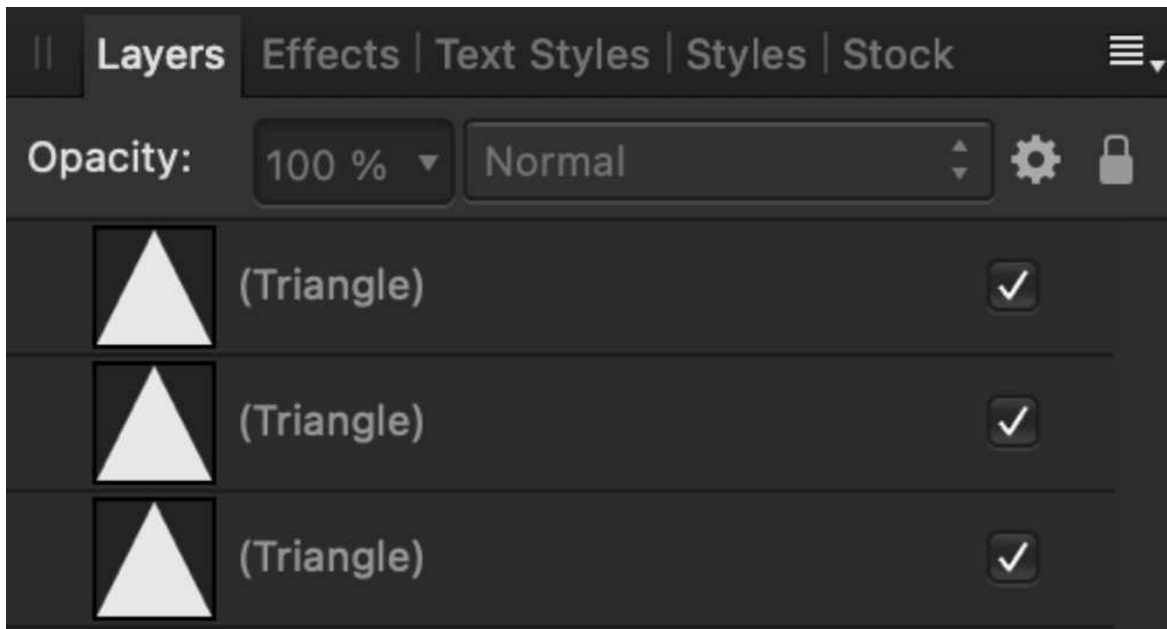 Layers Effects | Text Styles | Styles | Stock
Opacity: 100 % Normal
(Triangle)
(Triangle)
(Triangle)